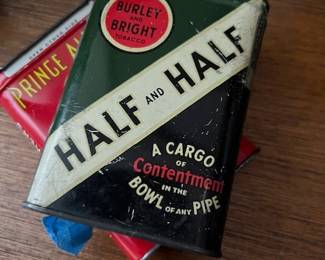 BURLEY
AND
BRIGHT
TOBACCO
HALF AND HALF
A CARGO
OF
Contentment
IN THE
BOWL OF ANY PIPE
PRINCE